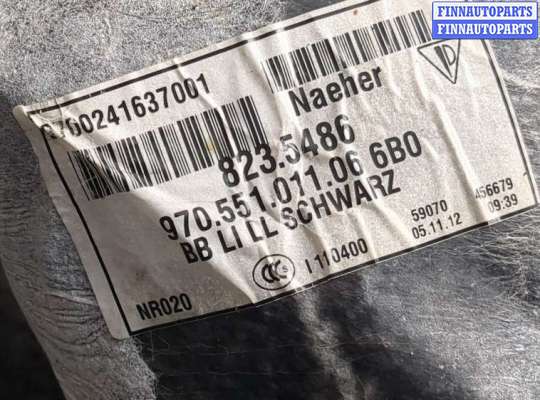 FINNAUTOPARTS
FINNAUTOPARTS
Naeher
823.5486
970.551.011.06 6B0
BB LI LL SCHWARZ
I 110400
59070
05.11.12
456679
09:39
NR020